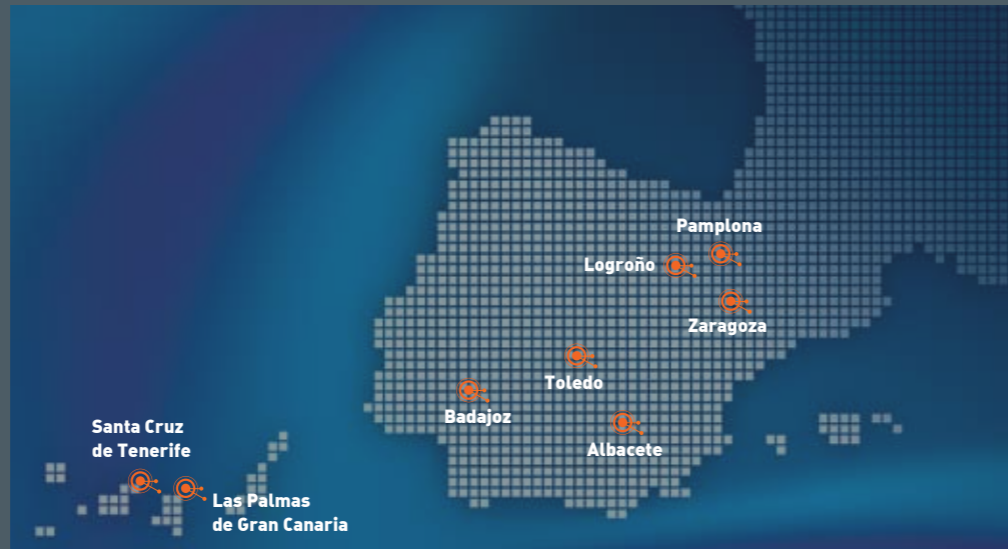 Pamplona
Logroño
Zaragoza
Toledo
Badajoz
Albacete
Santa Cruz
de Tenerife
Las Palmas
de Gran Canaria